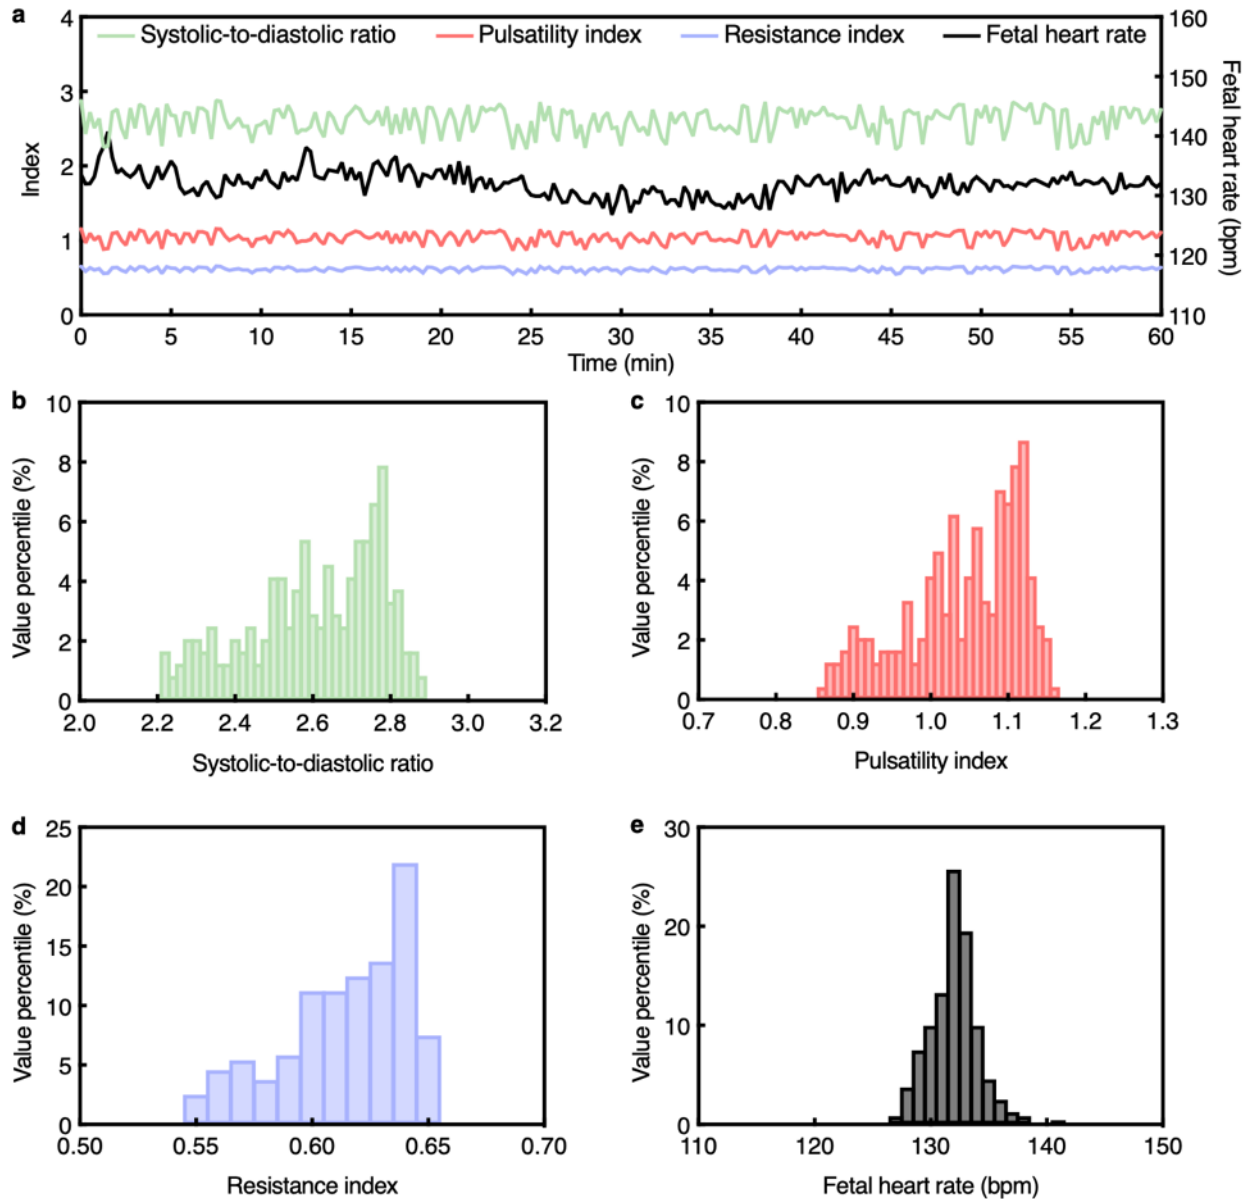 a
Systolic-to-diastolic ratio Pulsatility index Resistance index Fetal heart rate
Index
4
3
2
1
0
160
150
140
130
120
110
Fetal heart rate (bpm)
0 5 10 15 20 25 30 35 40 45 50 55 60
Time (min)
b
Value percentile (%)
10
8
6
4
2
0
2.0 2.2 2.4 2.6 2.8 3.0 3.2
Systolic-to-diastolic ratio
c
Value percentile (%)
10
8
6
4
2
0
0.7 0.8 0.9 1.0 1.1 1.2 1.3
Pulsatility index
d
Value percentile (%)
25
20
15
10
5
0
0.50 0.55 0.60 0.65 0.70
Resistance index
e
Value percentile (%)
30
20
10
0
110 120 130 140 150
Fetal heart rate (bpm)